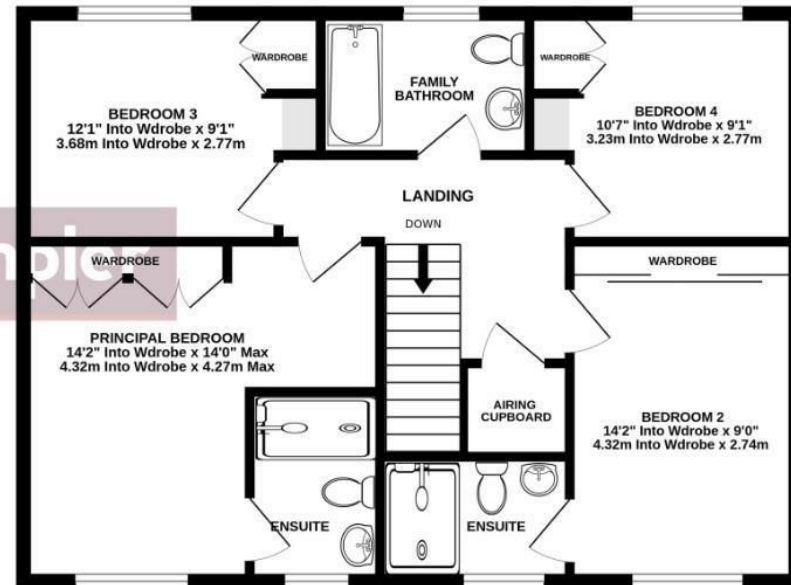 WARDROBE
BEDROOM 3
12'1" Into Wdrobe x 9'1"
3.68m Into Wdrobe x 2.77m
FAMILY
BATHROOM
WARDROBE
BEDROOM 4
10'7" Into Wdrobe x 9'1"
3.23m Into Wdrobe x 2.77m
LANDING
DOWN
WARDROBE
PRINCIPAL BEDROOM
14'2" Into Wdrobe x 14'0" Max
4.32m Into Wdrobe x 4.27m Max
WARDROBE
AIRING
CUPBOARD
BEDROOM 2
14'2" Into Wdrobe x 9'0"
4.32m Into Wdrobe x 2.74m
ENSUITE
ENSUITE